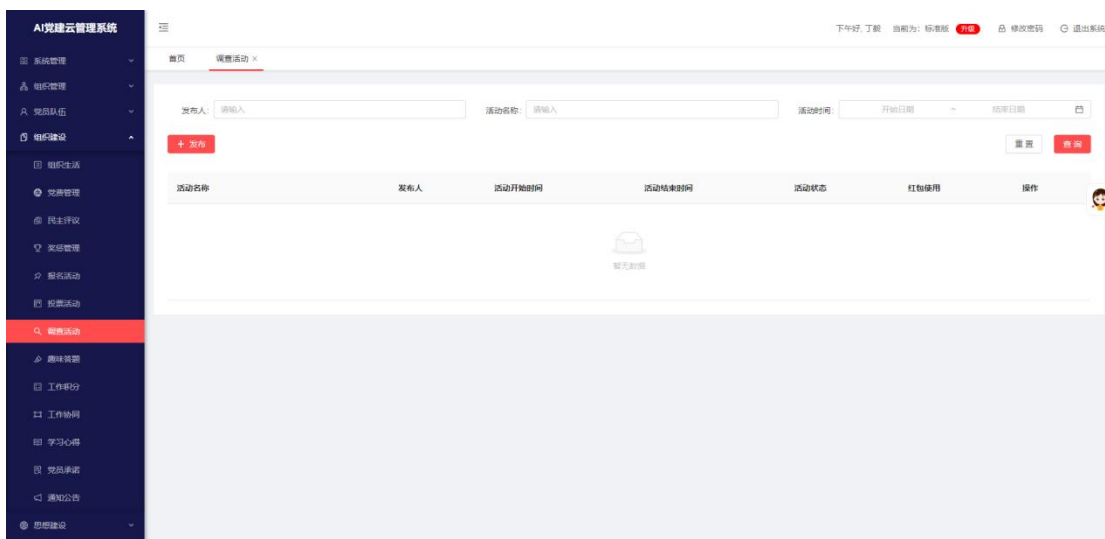 AI党建云管理系统
下午好, 丁毅 当前为: 标准版 升级 修改密码 退出系统
系统管理
首页 调查活动 ×
组织管理
党员队伍
发布人: 请输入 活动名称: 请输入 活动时间: 开始日期 ~ 结束日期
组织建设
+ 发布 重置 查询
组织生活
活动名称 发布人 活动开始时间 活动结束时间 活动状态 红包使用 操作
党费管理
民主评议
奖惩管理
暂无数据
报名活动
投票活动
调查活动
趣味答题
工作积分
工作协同
学习心得
党员承诺
通知公告
思想建设